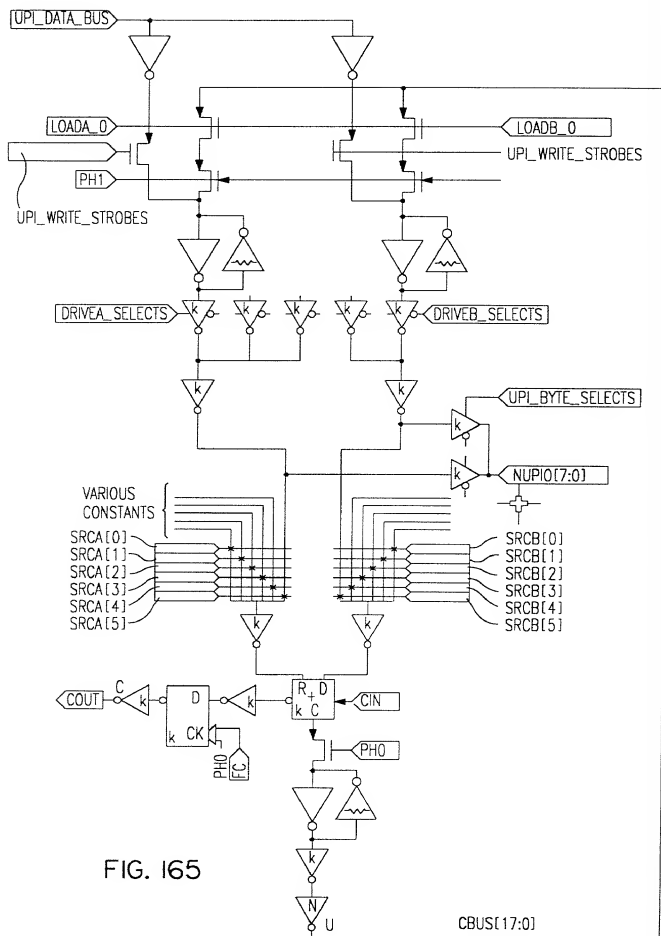 UPI_DATA_BUS
LOADA_0
LOADB_0
UPI_WRITE_STROBES
PH1
UPI_WRITE_STROBES
DRIVEA_SELECTS
k
k
k
k
k
DRIVEB_SELECTS
k
k
UPI_BYTE_SELECTS
k
k
NUPIO[7:0]
VARIOUS
CONSTANTS
SRCA[0]
SRCA[1]
SRCA[2]
SRCA[3]
SRCA[4]
SRCA[5]
SRCB[0]
SRCB[1]
SRCB[2]
SRCB[3]
SRCB[4]
SRCB[5]
k
k
COUT
C
k
D
k
CK
PH0
FC
k
R D
+
k C
CIN
PH0
k
N
U
FIG. 165
CBUS[17:0]